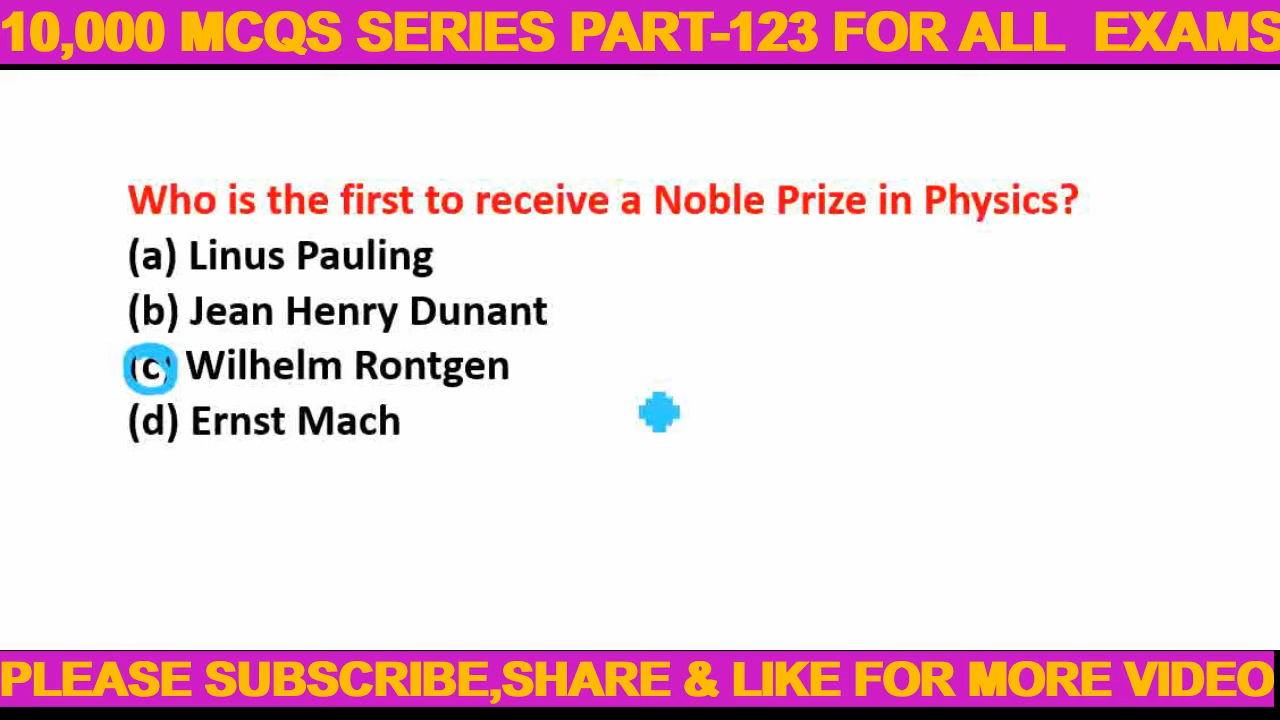 10,000 MCQS SERIES PART-123 FOR ALL EXAMS
Who is the first to receive a Noble Prize in Physics?
(a) Linus Pauling
(b) Jean Henry Dunant
(c) Wilhelm Rontgen
(d) Ernst Mach
PLEASE SUBSCRIBE,SHARE & LIKE FOR MORE VIDEO